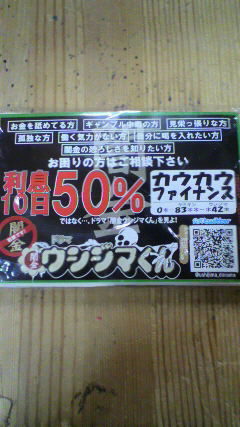 お金を舐めてる方 ギャンブル中毒の方 見栄っ張りな方
孤独な方 働く気力がない方 自分に喝を入れたい方
闇金の恐ろしさを知りたい方
お困りの方はご相談下さい
利息
10日
50%
カウカウ
ファイナンス
ではなく…、ドラマ「闇金ウシジマくん」を見よ!
闇金
ウシジマくん
twitter